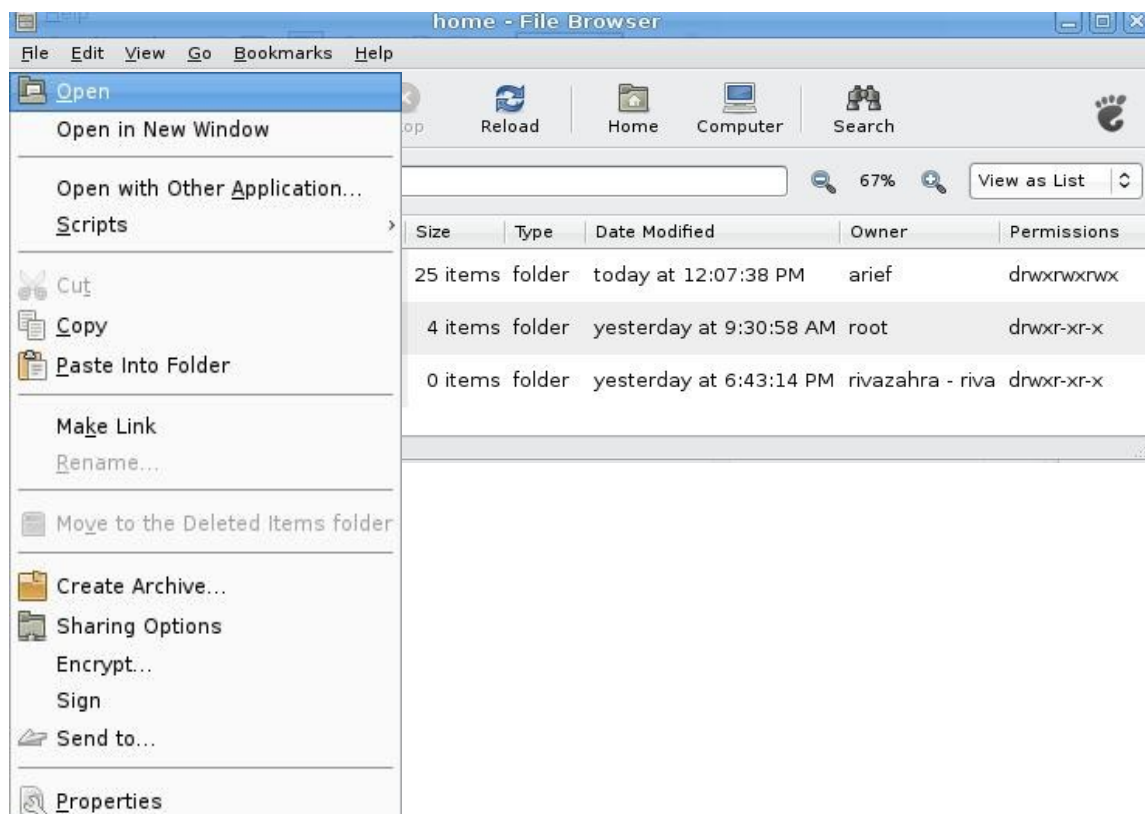 Help
home - File Browser
File Edit View Go Bookmarks Help
Open
Open in New Window
Open with Other Application...
Scripts
Cut
Copy
Paste Into Folder
Make Link
Rename...
Move to the Deleted Items folder
Create Archive...
Sharing Options
Encrypt...
Sign
Send to...
Properties
op Reload Home Computer Search
67% View as List
Size Type Date Modified Owner Permissions
25 items folder today at 12:07:38 PM arief drwxrwxrwx
4 items folder yesterday at 9:30:58 AM root drwxr-xr-x
0 items folder yesterday at 6:43:14 PM rivazahra - riva drwxr-xr-x